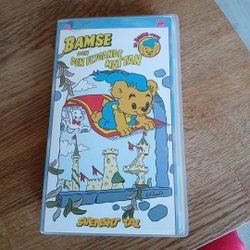 BAMSE
OCH
DEN FLYGANDE
MATTAN
SVENSKT TAL